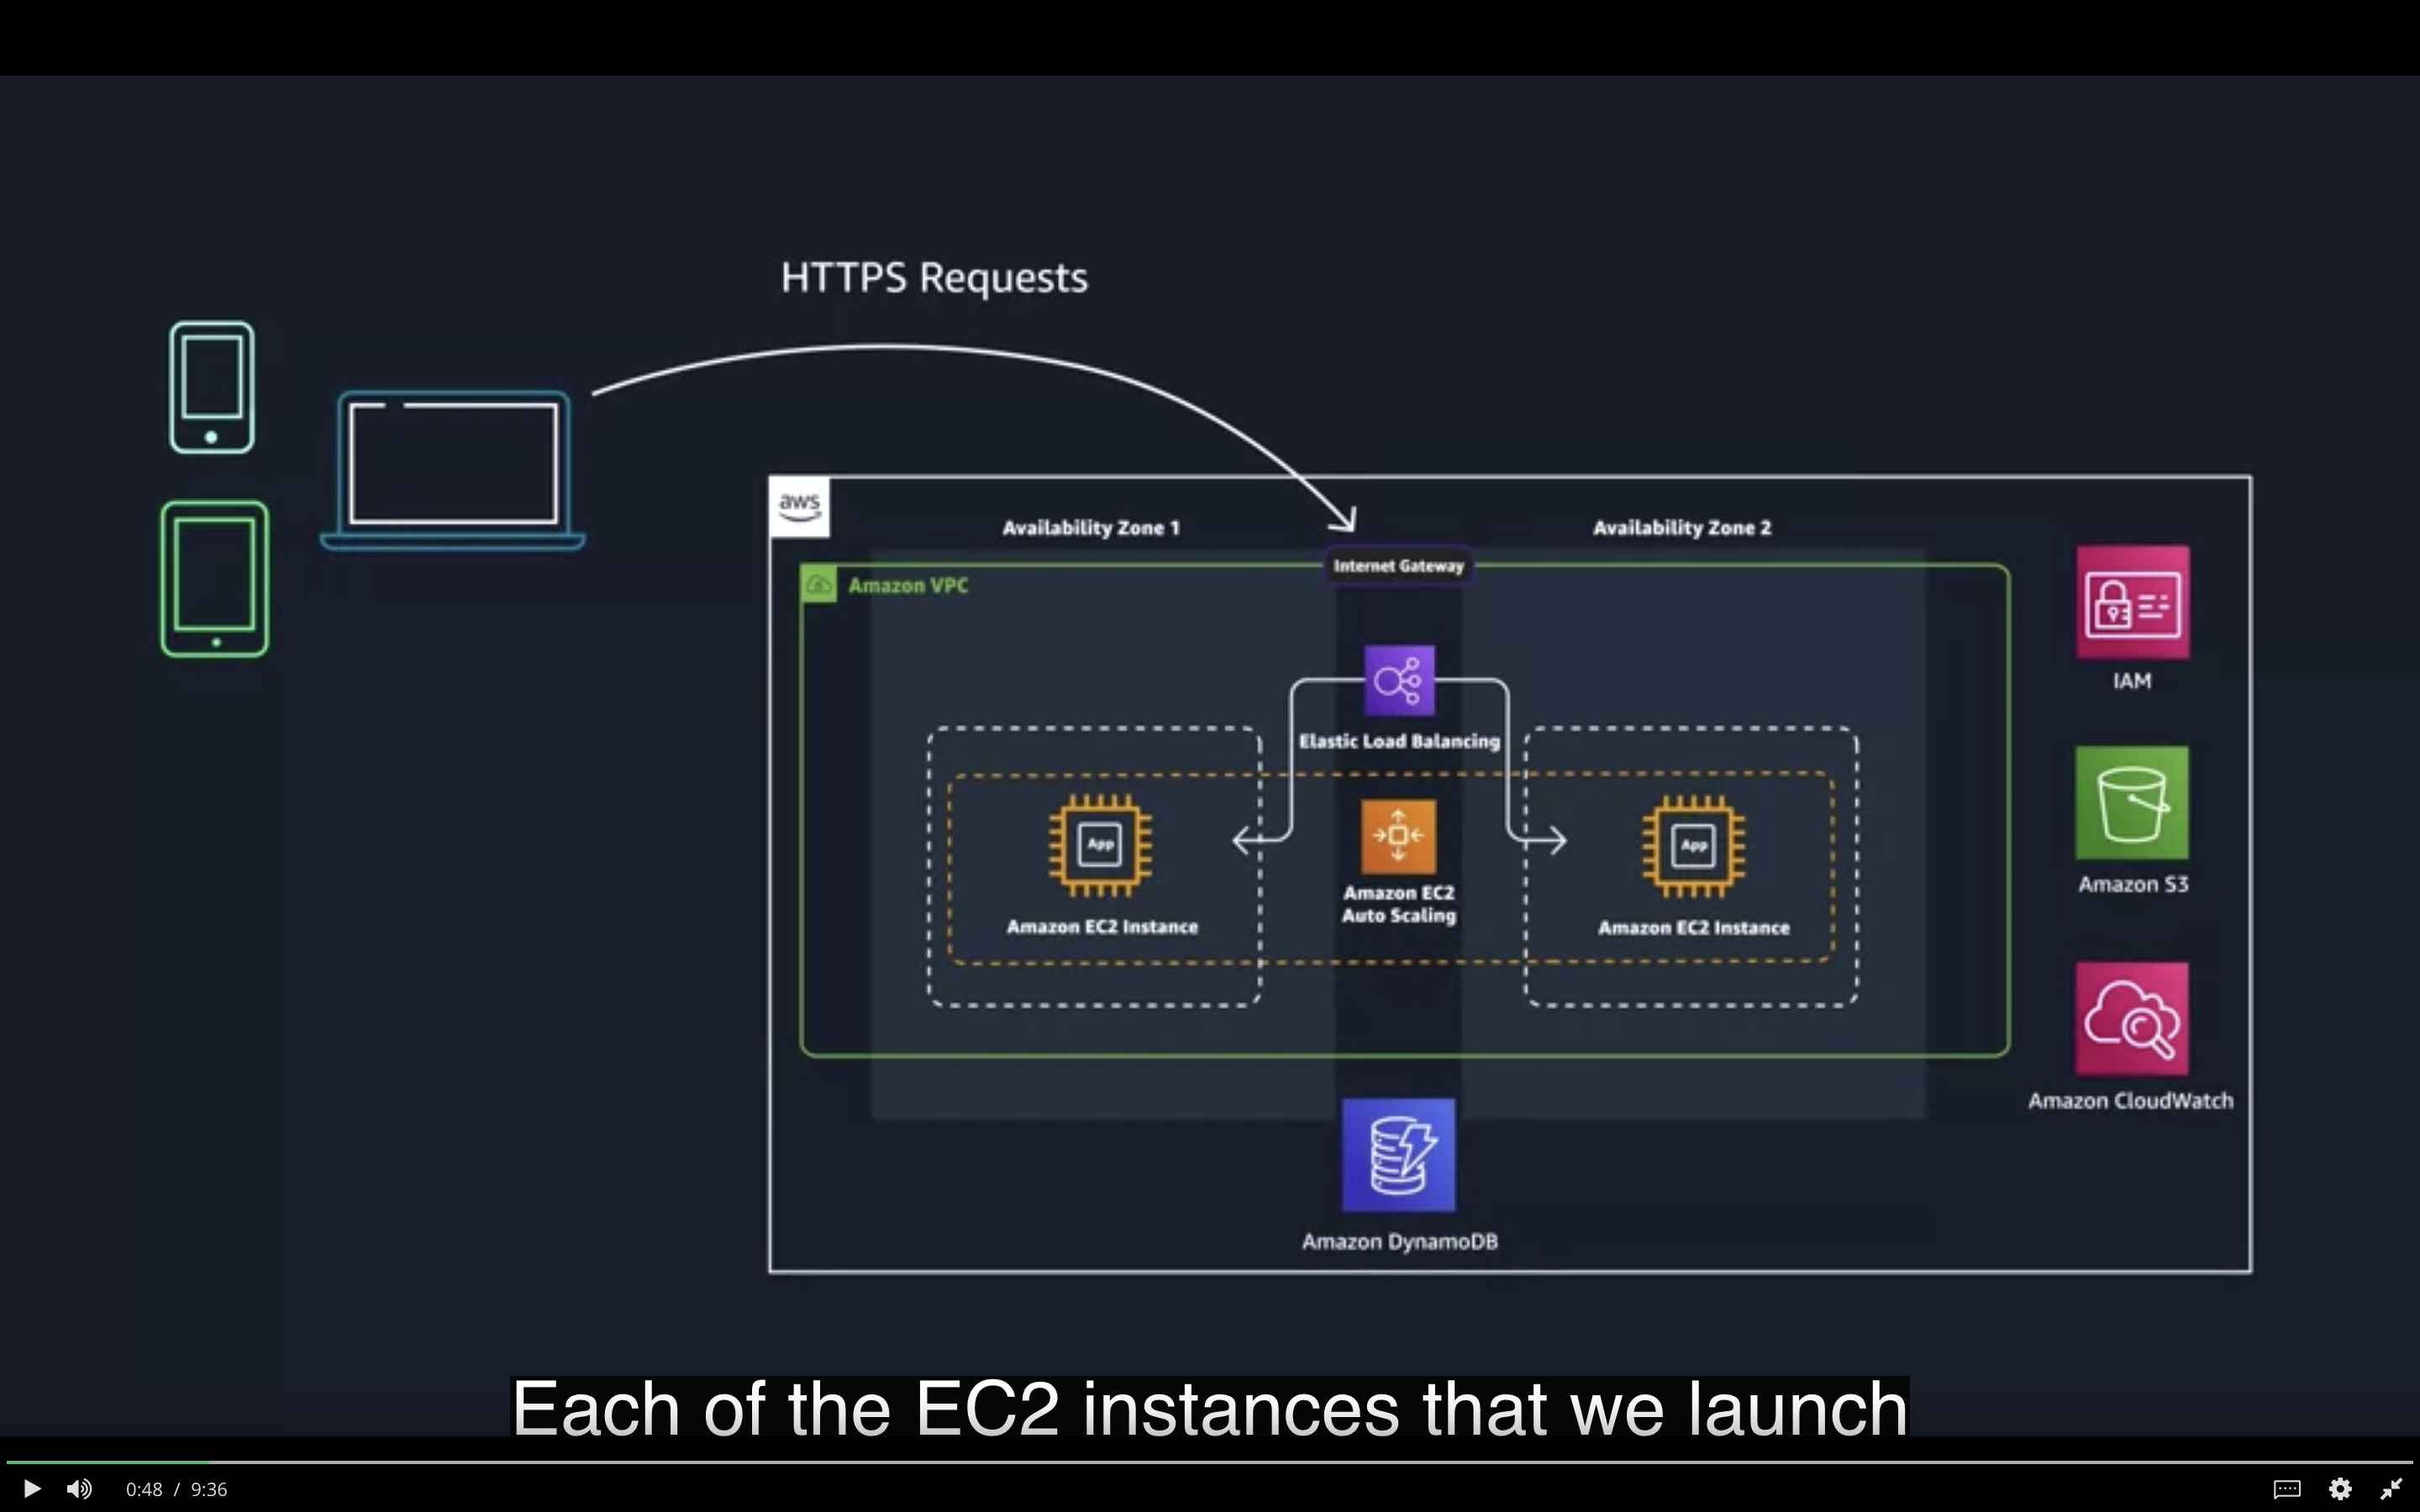 HTTPS Requests
aws
Availability Zone 1
Availability Zone 2
Internet Gateway
Amazon VPC
IAM
Elastic Load Balancing
App
App
Amazon S3
Amazon EC2
Auto Scaling
Amazon EC2 Instance
Amazon EC2 Instance
Amazon CloudWatch
Amazon DynamoDB
Each of the EC2 instances that we launch
0:48 / 9:36